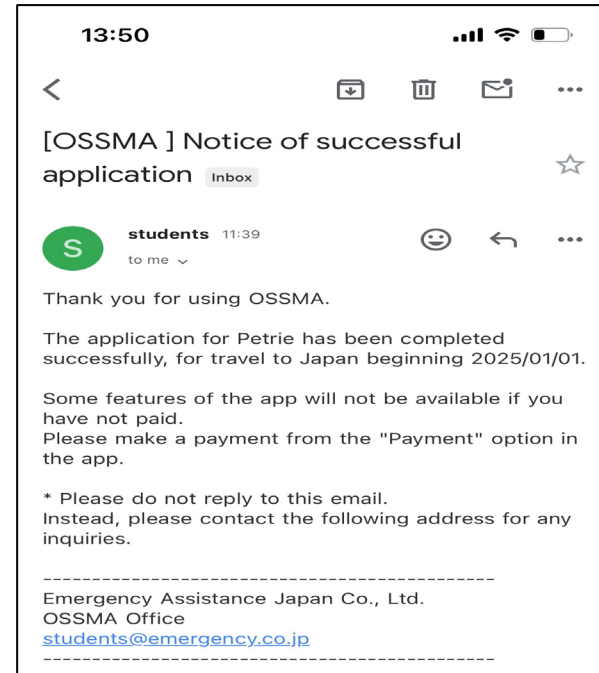 13:50
[OSSMA ] Notice of successful
application Inbox
S
students 11:39
to me
Thank you for using OSSMA.
The application for Petrie has been completed
successfully, for travel to Japan beginning 2025/01/01.
Some features of the app will not be available if you
have not paid.
Please make a payment from the "Payment" option in
the app.
* Please do not reply to this email.
Instead, please contact the following address for any
inquiries.
----------------------------------------------
Emergency Assistance Japan Co., Ltd.
OSSMA Office
students@emergency.co.jp
----------------------------------------------